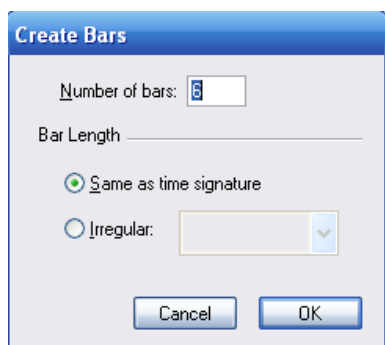 Create Bars
Number of bars: 6
Bar Length
Same as time signature
Irregular:
Cancel OK